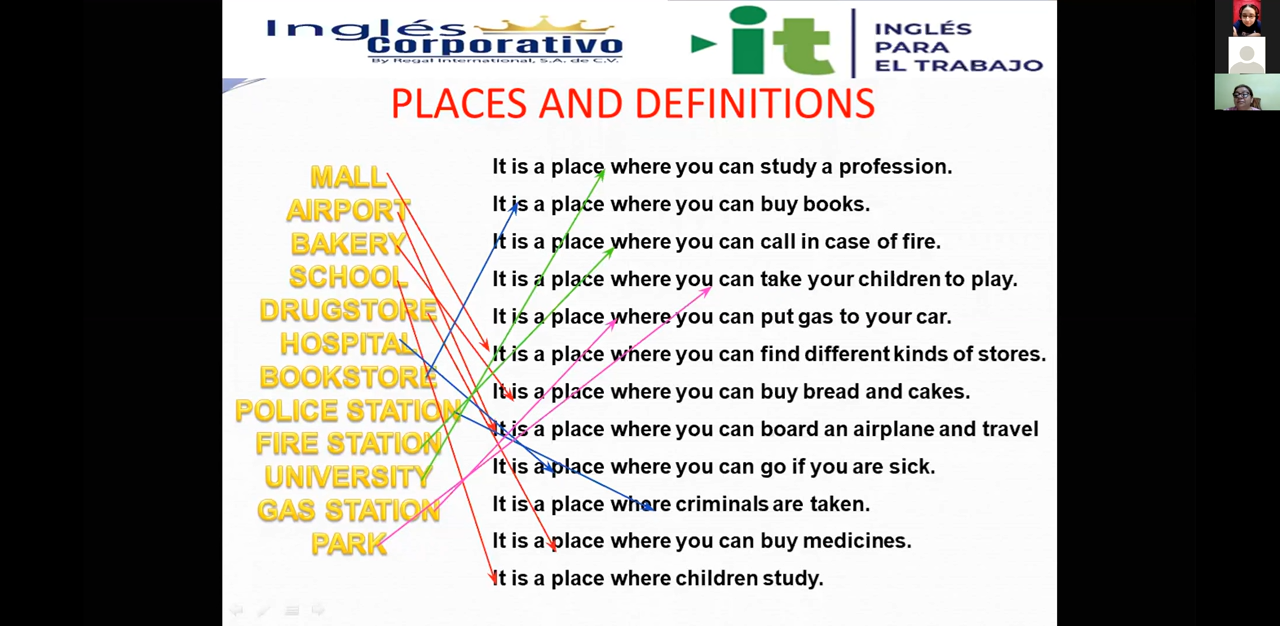 Inglés
Corporativo
By Regal International, S.A. de C.V.
it
INGLÉS
PARA
EL TRABAJO
PLACES AND DEFINITIONS
MALL
AIRPORT
BAKERY
SCHOOL
DRUGSTORE
HOSPITAL
BOOKSTORE
POLICE STATION
FIRE STATION
UNIVERSITY
GAS STATION
PARK
It is a place where you can study a profession.
It is a place where you can buy books.
It is a place where you can call in case of fire.
It is a place where you can take your children to play.
It is a place where you can put gas to your car.
It is a place where you can find different kinds of stores.
It is a place where you can buy bread and cakes.
It is a place where you can board an airplane and travel
It is a place where you can go if you are sick.
It is a place where criminals are taken.
It is a place where you can buy medicines.
It is a place where children study.